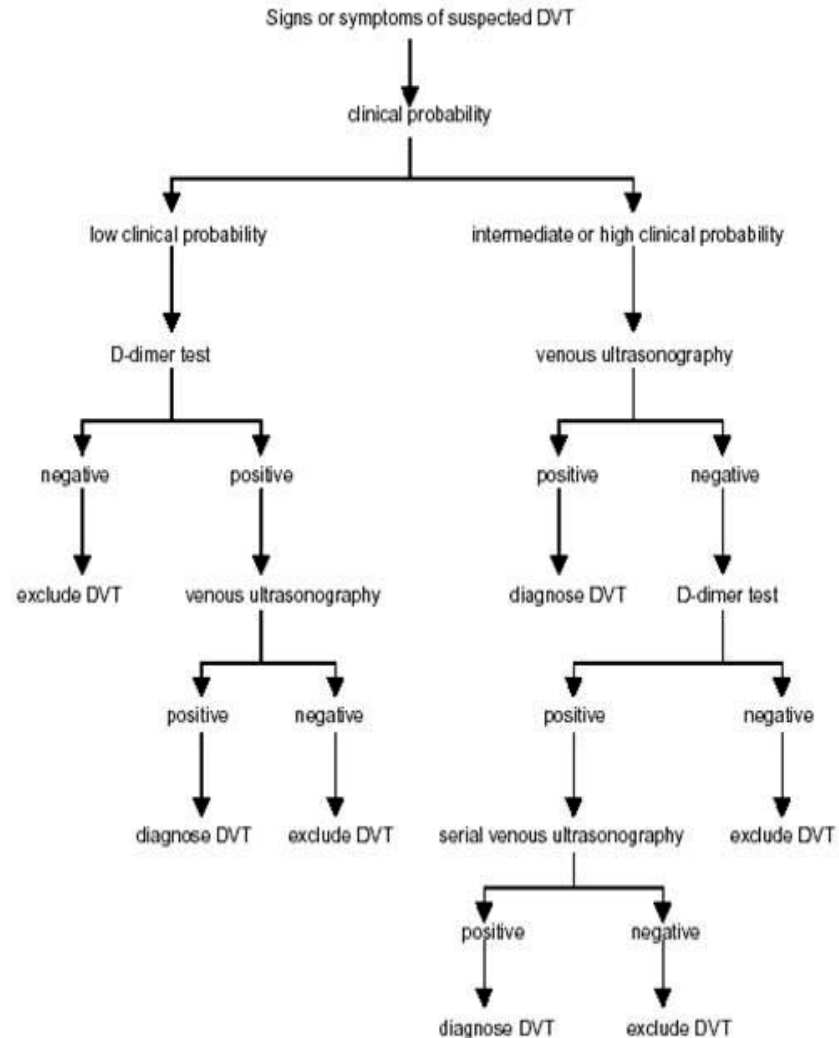 Signs or symptoms of suspected DVT
clinical probability
low clinical probability
intermediate or high clinical probability
D-dimer test
venous ultrasonography
negative
positive
positive
negative
exclude DVT
venous ultrasonography
diagnose DVT
D-dimer test
positive
negative
positive
negative
diagnose DVT
exclude DVT
serial venous ultrasonography
exclude DVT
positive
negative
diagnose DVT
exclude DVT